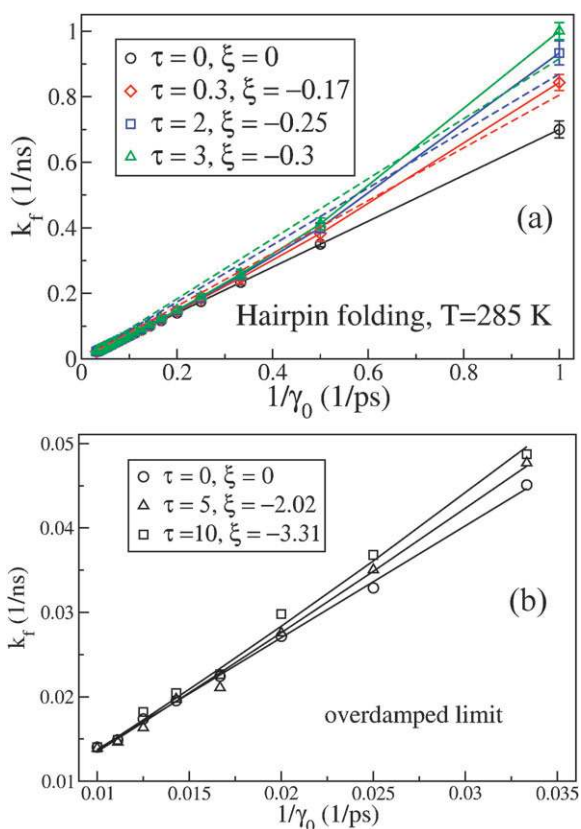 (a)
1
0.8
0.6
0.4
0.2
0
k_f (1/ns)
τ = 0, ξ = 0
τ = 0.3, ξ = −0.17
τ = 2, ξ = −0.25
τ = 3, ξ = −0.3
Hairpin folding, T=285 K
0 0.2 0.4 0.6 0.8 1
1/γ₀ (1/ps)
0.05
0.04
0.03
0.02
0.01
k_f (1/ns)
τ = 0, ξ = 0
τ = 5, ξ = −2.02
τ =10, ξ = −3.31
(b)
overdamped limit
0.01 0.015 0.02 0.025 0.03 0.035
1/γ₀ (1/ps)